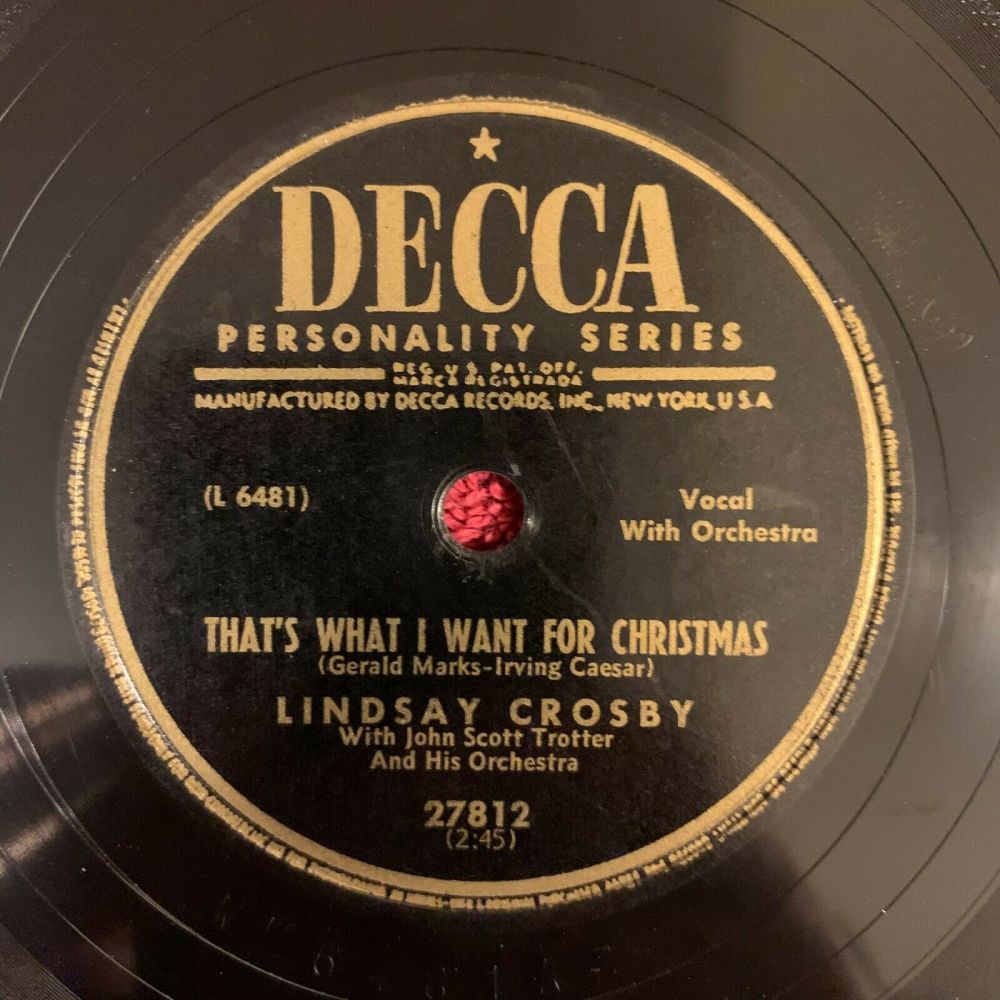 DECCA
PERSONALITY SERIES
REG. U.S. PAT. OFF.
MARCA REGISTRADA
MANUFACTURED BY DECCA RECORDS, INC., NEW YORK, U S A
(L 6481)
Vocal
With Orchestra
THAT'S WHAT I WANT FOR CHRISTMAS
(Gerald Marks-Irving Caesar)
LINDSAY CROSBY
With John Scott Trotter
And His Orchestra
27812
(2:45)